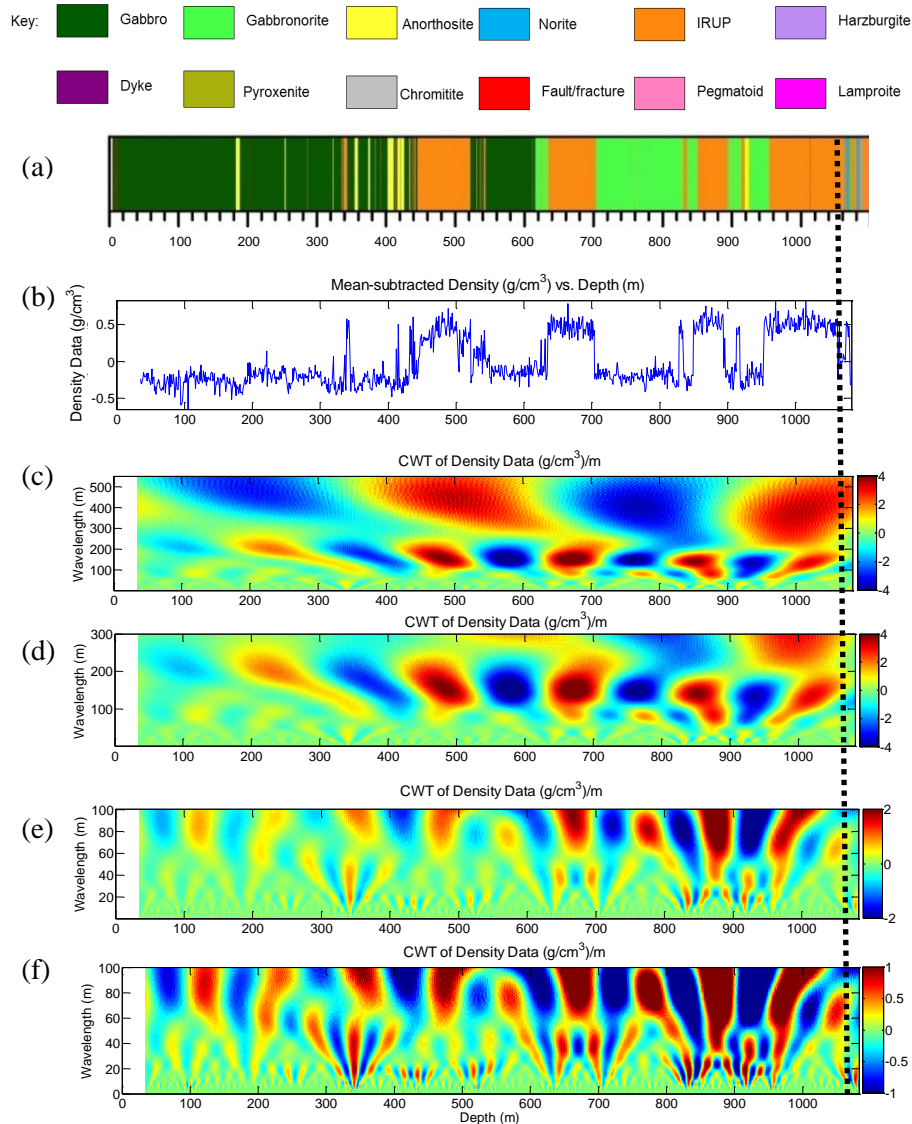 Key: Gabbro Gabbronorite Anorthosite Norite IRUP Harzburgite
Dyke Pyroxenite Chromitite Fault/fracture Pegmatoid Lamproite
(a)
0 100 200 300 400 500 600 700 800 900 1000
(b)
Mean-subtracted Density (g/cm³) vs. Depth (m)
Density Data (g/cm³)
0.5
0
-0.5
0 100 200 300 400 500 600 700 800 900 1000
(c)
CWT of Density Data (g/cm³)/m
Wavelength (m)
500
400
300
200
100
4
2
0
-2
-4
0 100 200 300 400 500 600 700 800 900 1000
(d)
CWT of Density Data (g/cm³)/m
Wavelength (m)
300
200
100
4
2
0
-2
-4
0 100 200 300 400 500 600 700 800 900 1000
(e)
CWT of Density Data (g/cm³)/m
Wavelength (m)
100
80
60
40
20
2
0
-2
0 100 200 300 400 500 600 700 800 900 1000
(f)
CWT of Density Data (g/cm³)/m
Wavelength (m)
100
80
60
40
20
0
1
0.5
0
-0.5
-1
0 100 200 300 400 500 600 700 800 900 1000
Depth (m)